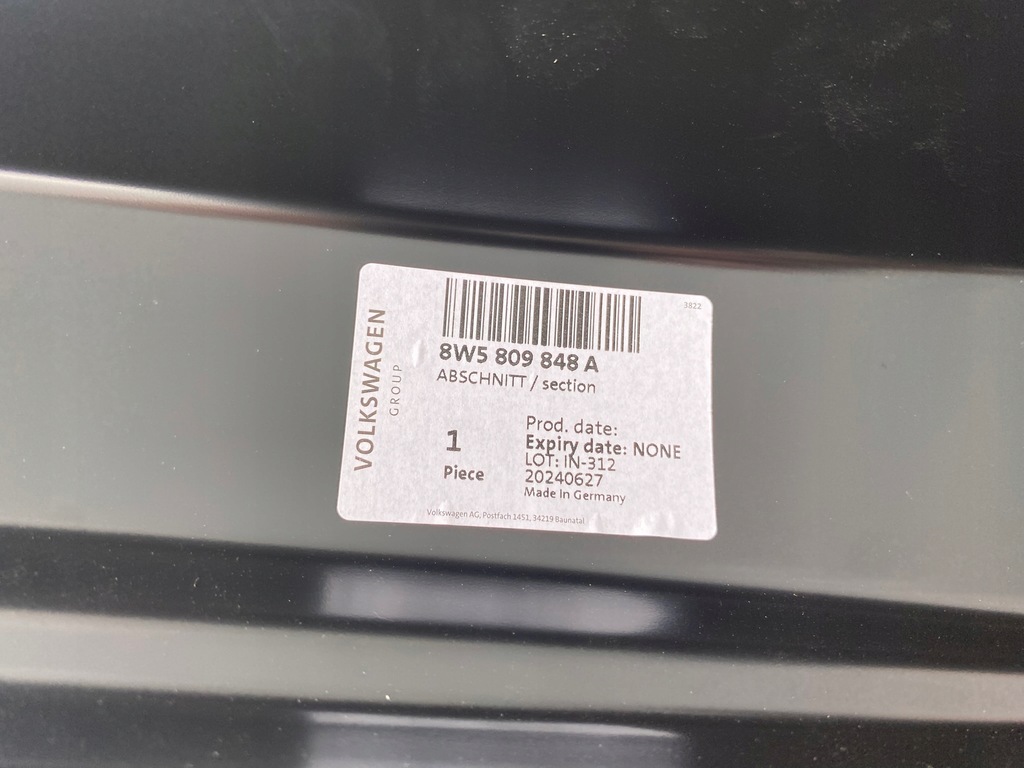 3822
VOLKSWAGEN
GROUP
8W5 809 848 A
ABSCHNITT / section
1
Piece
Prod. date:
Expiry date: NONE
LOT: IN-312
20240627
Made In Germany
Volkswagen AG, Postfach 1451, 34219 Baunatal